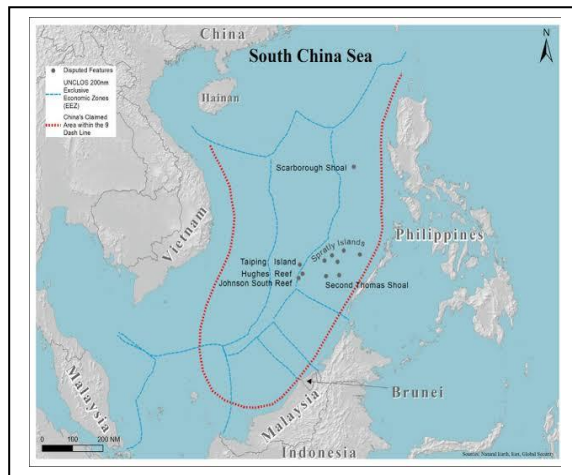 China
South China Sea
N
Disputed Features
UNCLOS 200nm
Exclusive
Economic Zones
(EEZ)
China's Claimed
Area within the 9
Dash Line
Hainan
Scarborough Shoal
Vietnam
Philippines
Spratly Islands
Taiping Island
Hughes Reef
Johnson South Reef
Second Thomas Shoal
Brunei
Malaysia
Malaysia
Indonesia
0 100 200 NM
Sources: Natural Earth, Esri, Global Security